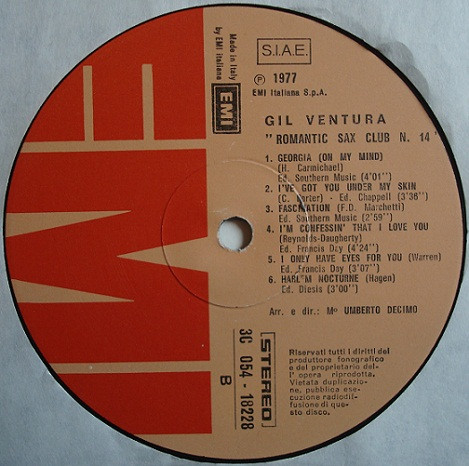 EMI
Made in Italy
by EMI italiana
EMI
S.I.A.E.
℗ 1977
EMI Italiana S.p.A.
GIL VENTURA
"ROMANTIC SAX CLUB N. 14"
1. GEORGIA (ON MY MIND)
(H. Carmichael)
Ed. Southern Music (4'01'')
2. I'VE GOT YOU UNDER MY SKIN
(C. Porter) - Ed. Chappell (3'36'')
3. FASCINATION (F.D. Marchetti)
Ed. Southern Music (2'59'')
4. I'M CONFESSIN' THAT I LOVE YOU
(Reynolds-Daugherty)
Ed. Francis Day (4'24'')
5. I ONLY HAVE EYES FOR YOU (Warren)
Ed. Francis Day (3'07'')
6. HARLEM NOCTURNE (Hagen)
Ed. Diesis (3'00'')
Arr. e dir.: Mº UMBERTO DECIMO
STEREO
3C 054 - 18228
B
Riservati tutti i diritti del
produttore fonografico
e del proprietario del-
l'opera riprodotta.
Vietata duplicazio-
ne, pubblica ese-
cuzione radiodif-
fusione di que-
sto disco.